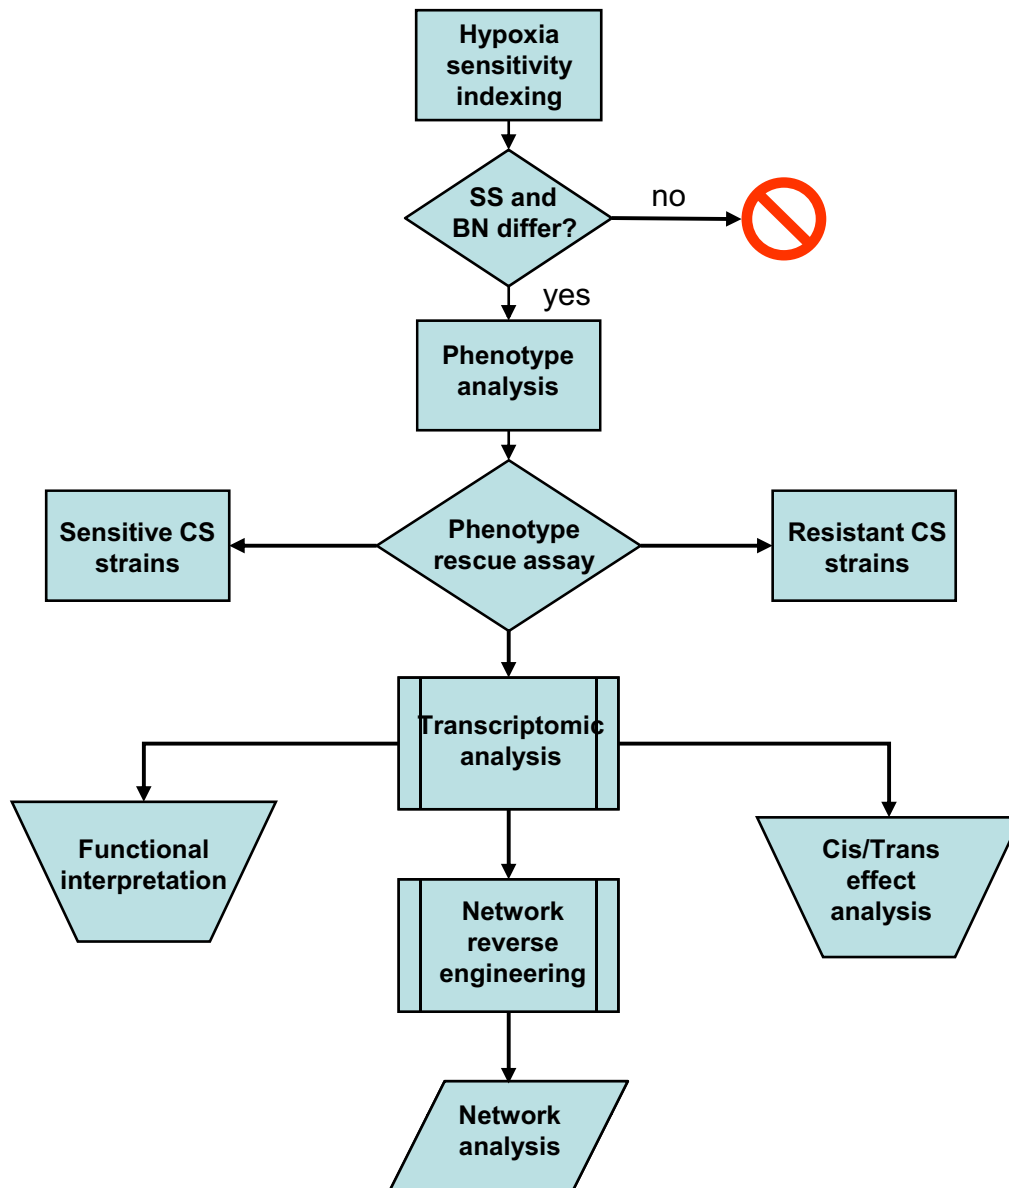 Hypoxia
sensitivity
indexing
SS and
BN differ?
no
yes
Phenotype
analysis
Sensitive CS
strains
Phenotype
rescue assay
Resistant CS
strains
Transcriptomic
analysis
Functional
interpretation
Cis/Trans
effect
analysis
Network
reverse
engineering
Network
analysis